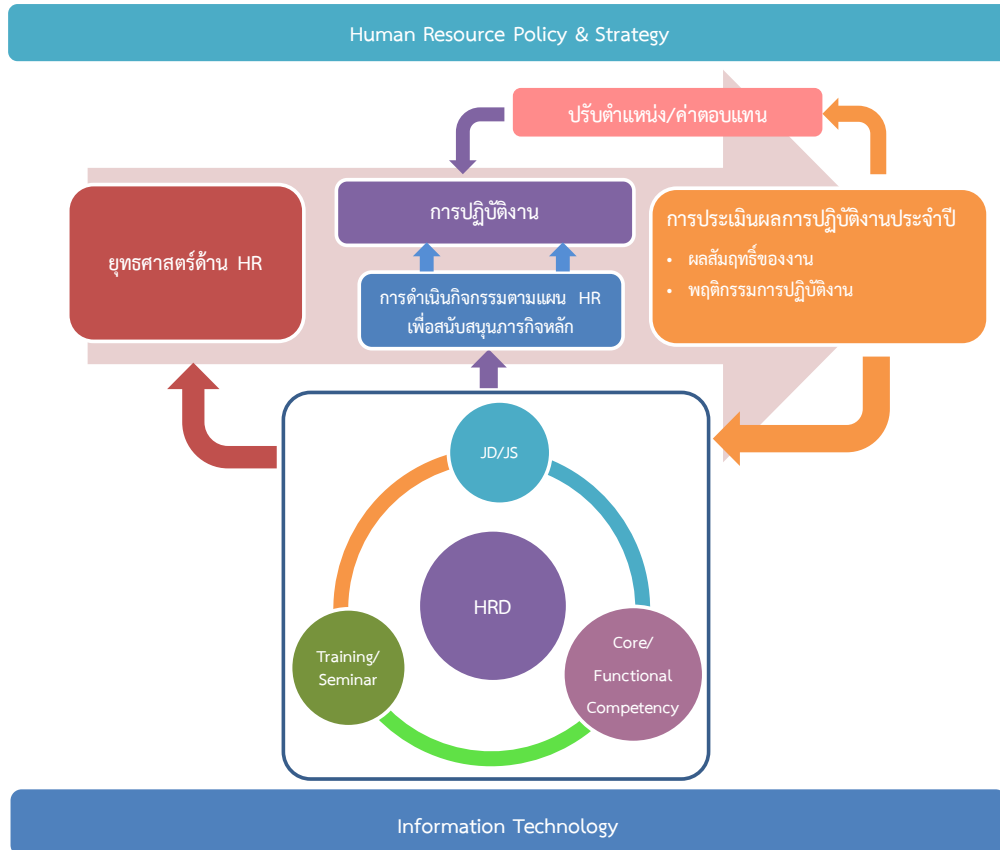 Human Resource Policy & Strategy
ปรับตำแหน่ง/ค่าตอบแทน
ยุทธศาสตร์ด้าน HR
การปฏิบัติงาน
การดำเนินกิจกรรมตามแผน HR
เพื่อสนับสนุนภารกิจหลัก
การประเมินผลการปฏิบัติงานประจำปี
• ผลสัมฤทธิ์ของงาน
• พฤติกรรมการปฏิบัติงาน
JD/JS
HRD
Training/
Seminar
Core/
Functional
Competency
Information Technology